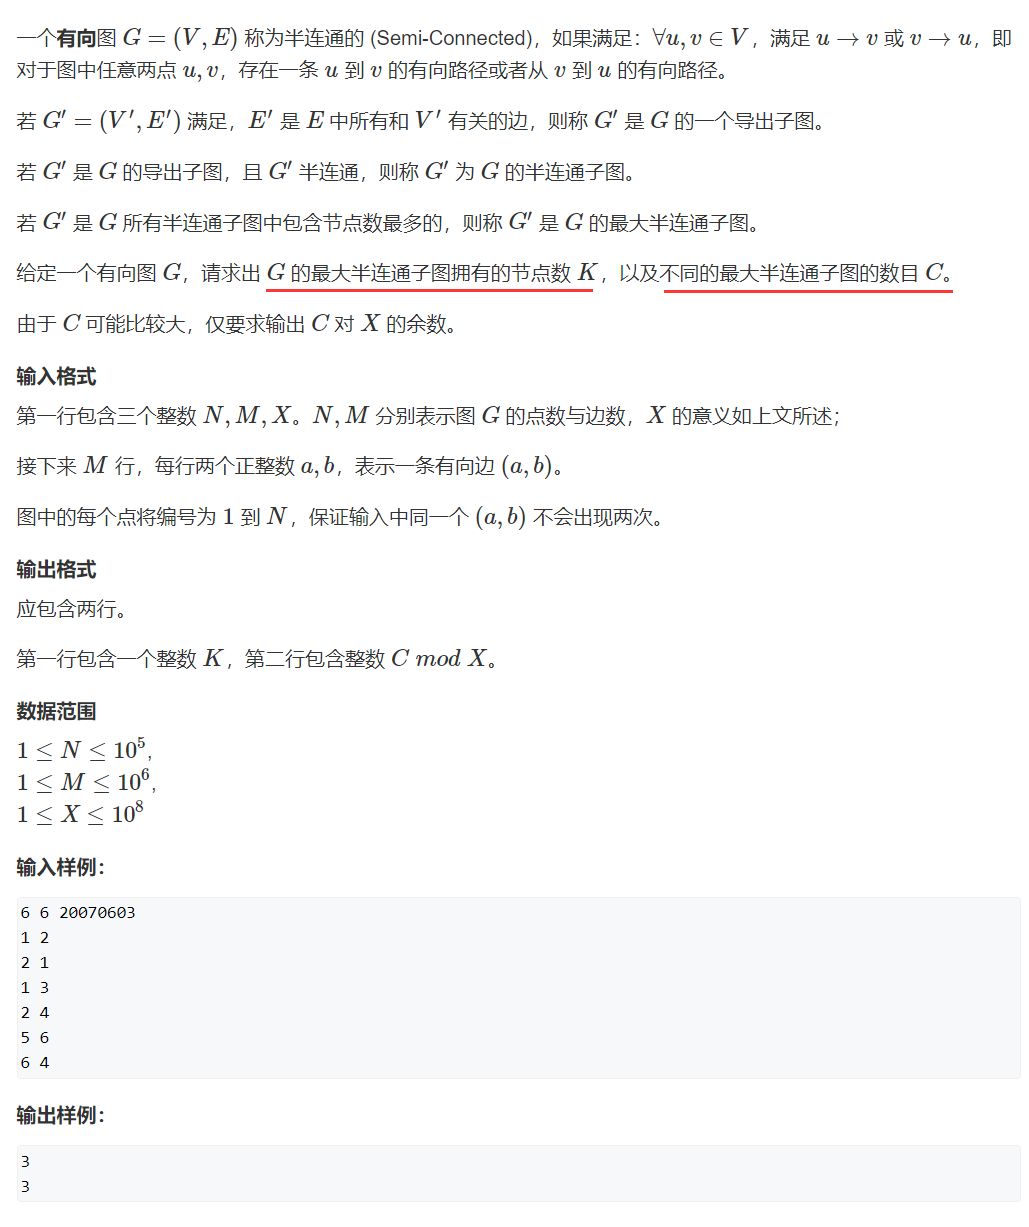 一个有向图 G = (V, E) 称为半连通的 (Semi-Connected)，如果满足：∀u, v ∈ V，满足 u → v 或 v → u，即
对于图中任意两点 u, v，存在一条 u 到 v 的有向路径或者从 v 到 u 的有向路径。
若 G′ = (V′, E′) 满足，E′ 是 E 中所有和 V′ 有关的边，则称 G′ 是 G 的一个导出子图。
若 G′ 是 G 的导出子图，且 G′ 半连通，则称 G′ 为 G 的半连通子图。
若 G′ 是 G 所有半连通子图中包含节点数最多的，则称 G′ 是 G 的最大半连通子图。
给定一个有向图 G，请求出 G 的最大半连通子图拥有的节点数 K，以及不同的最大半连通子图的数目 C。
由于 C 可能比较大，仅要求输出 C 对 X 的余数。
输入格式
第一行包含三个整数 N, M, X。N, M 分别表示图 G 的点数与边数，X 的意义如上文所述；
接下来 M 行，每行两个正整数 a, b，表示一条有向边 (a, b)。
图中的每个点将编号为 1 到 N，保证输入中同一个 (a, b) 不会出现两次。
输出格式
应包含两行。
第一行包含一个整数 K，第二行包含整数 C mod X。
数据范围
1 ≤ N ≤ 10⁵,
1 ≤ M ≤ 10⁶,
1 ≤ X ≤ 10⁸
输入样例：
6 6 20070603
1 2
2 1
1 3
2 4
5 6
6 4
输出样例：
3
3